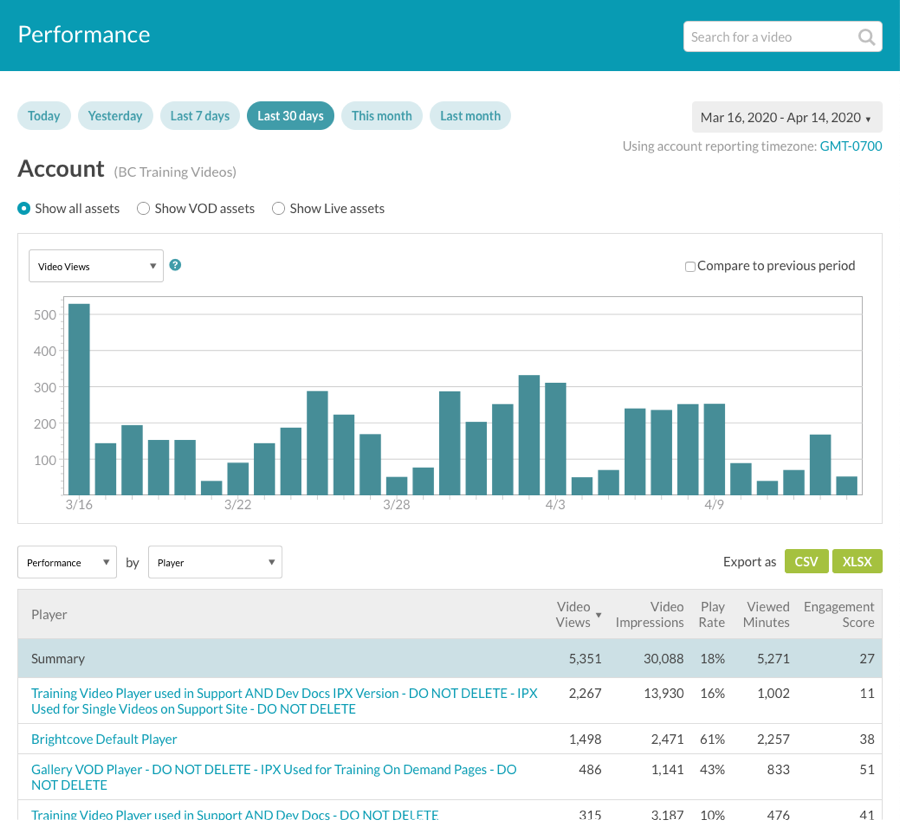 Performance
Search for a video
Today Yesterday Last 7 days Last 30 days This month Last month
Mar 16, 2020 - Apr 14, 2020
Using account reporting timezone: GMT-0700
Account (BC Training Videos)
Show all assets Show VOD assets Show Live assets
Video Views ? Compare to previous period
500
400
300
200
100
3/16 3/22 3/28 4/3 4/9
Performance by Player Export as CSV XLSX
Player Video Views Video Impressions Play Rate Viewed Minutes Engagement Score
Summary 5,351 30,088 18% 5,271 27
Training Video Player used in Support AND Dev Docs IPX Version - DO NOT DELETE - IPX 2,267 13,930 16% 1,002 11
Used for Single Videos on Support Site - DO NOT DELETE
Brightcove Default Player 1,498 2,471 61% 2,257 38
Gallery VOD Player - DO NOT DELETE - IPX Used for Training On Demand Pages - DO 486 1,141 43% 833 51
NOT DELETE
Training Video Player used in Support AND Dev Docs - DO NOT DELETE 315 3,187 10% 476 41